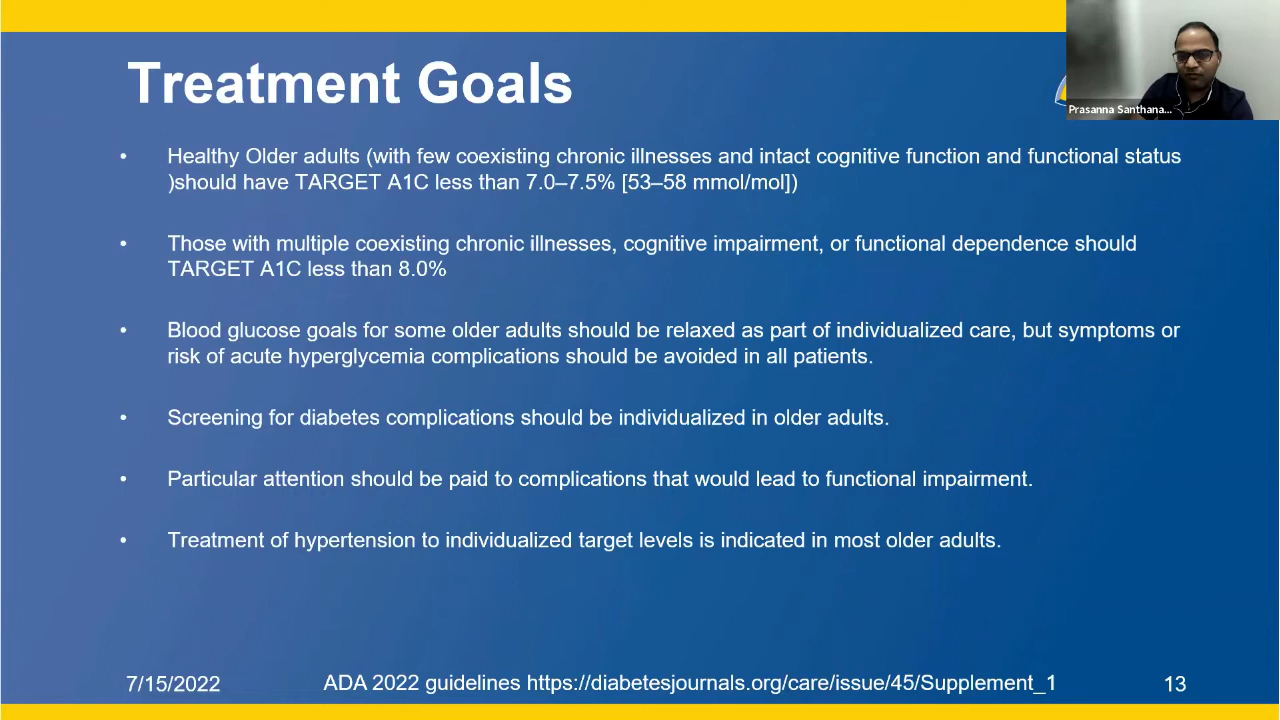 Treatment Goals
Prasanna Santhana...
• Healthy Older adults (with few coexisting chronic illnesses and intact cognitive function and functional status
)should have TARGET A1C less than 7.0–7.5% [53–58 mmol/mol])
• Those with multiple coexisting chronic illnesses, cognitive impairment, or functional dependence should
TARGET A1C less than 8.0%
• Blood glucose goals for some older adults should be relaxed as part of individualized care, but symptoms or
risk of acute hyperglycemia complications should be avoided in all patients.
• Screening for diabetes complications should be individualized in older adults.
• Particular attention should be paid to complications that would lead to functional impairment.
• Treatment of hypertension to individualized target levels is indicated in most older adults.
7/15/2022
ADA 2022 guidelines https://diabetesjournals.org/care/issue/45/Supplement_1
13